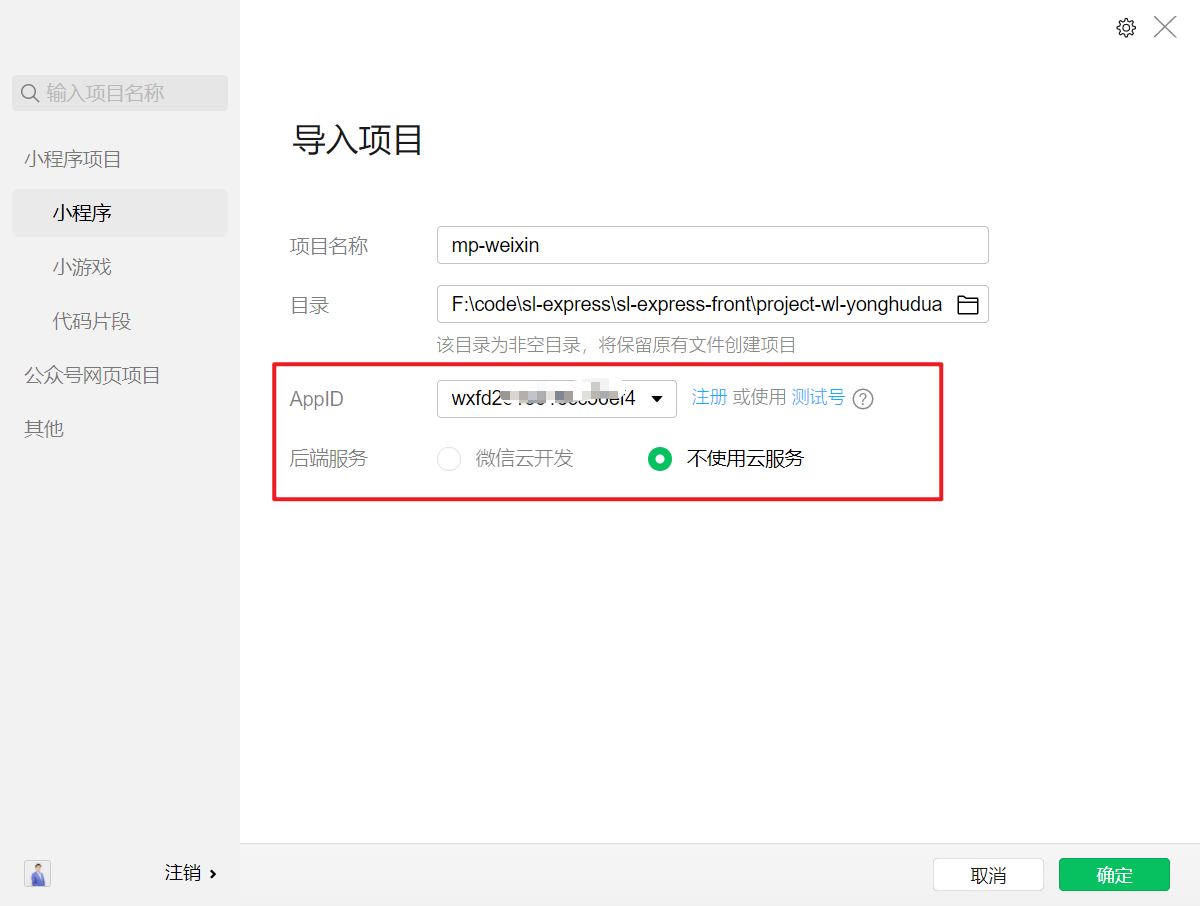 输入项目名称
小程序项目
小程序
小游戏
代码片段
公众号网页项目
其他
注销
导入项目
项目名称
mp-weixin
目录
F:\code\sl-express\sl-express-front\project-wl-yonghudua
该目录为非空目录，将保留原有文件创建项目
AppID
注册 或使用 测试号
后端服务
微信云开发
不使用云服务
取消
确定